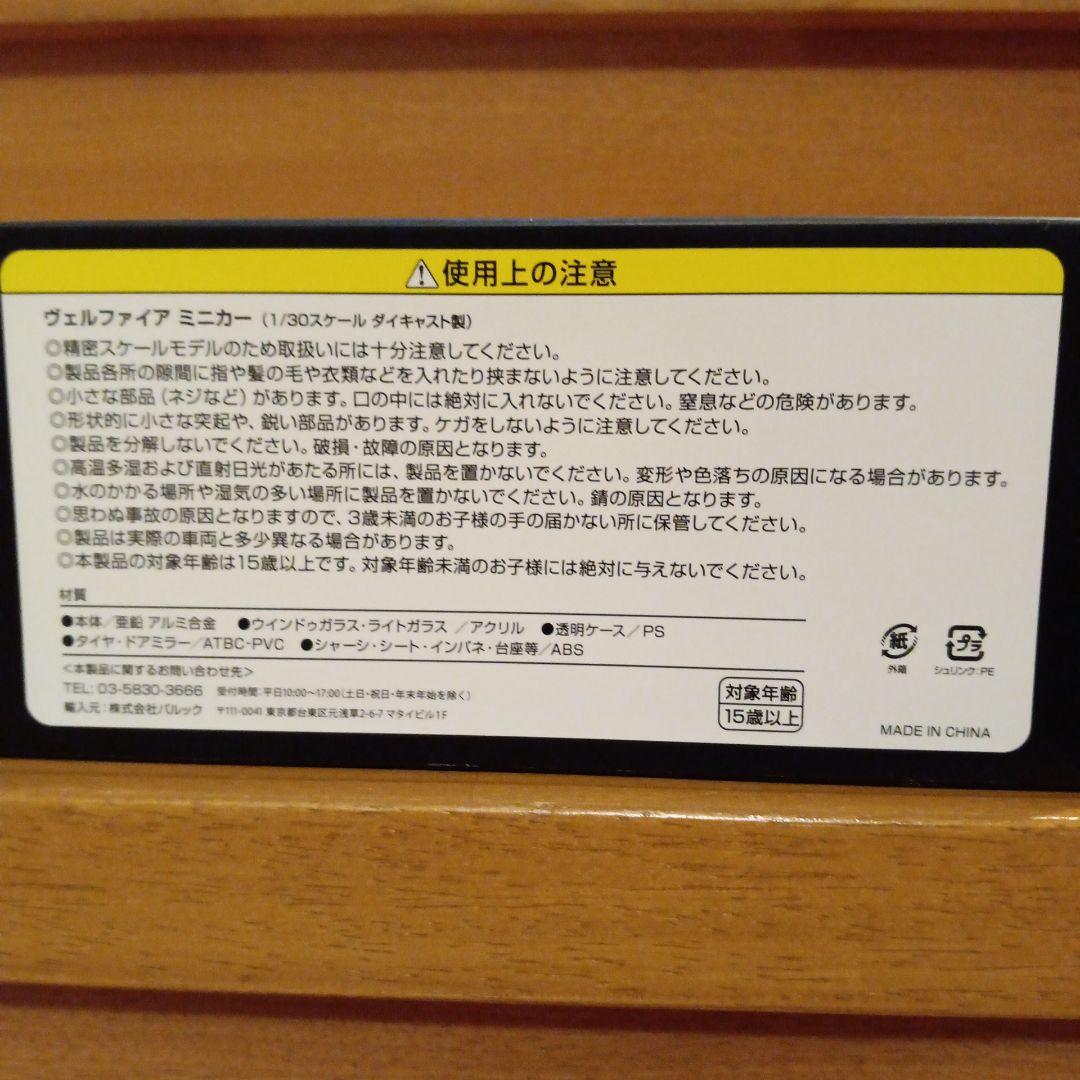 ⚠使用上の注意
ヴェルファイア ミニカー（1/30スケール ダイキャスト製）
◎精密スケールモデルのため取扱いには十分注意してください。
◎製品各所の隙間に指や髪の毛や衣類などを入れたり挟まないように注意してください。
◎小さな部品（ネジなど）があります。口の中には絶対に入れないでください。窒息などの危険があります。
◎形状的に小さな突起や、鋭い部品があります。ケガをしないように注意してください。
◎製品を分解しないでください。破損・故障の原因となります。
◎高温多湿および直射日光があたる所には、製品を置かないでください。変形や色落ちの原因になる場合があります。
◎水のかかる場所や湿気の多い場所に製品を置かないでください。錆の原因となります。
◎思わぬ事故の原因となりますので、3歳未満のお子様の手の届かない所に保管してください。
◎製品は実際の車両と多少異なる場合があります。
◎本製品の対象年齢は15歳以上です。対象年齢未満のお子様には絶対に与えないでください。
材質
●本体／亜鉛 アルミ合金 ●ウインドゥガラス・ライトガラス ／アクリル ●透明ケース／PS
●タイヤ・ドアミラー／ATBC-PVC ●シャーシ・シート・インパネ・台座等／ABS
＜本製品に関するお問い合わせ先＞
TEL: 03-5830-3666 受付時間：平日10:00〜17:00（土日・祝日・年末年始を除く）
輸入元：株式会社バルック 〒111-0041 東京都台東区元浅草2-6-7 マタイビル1F
対象年齢
15歳以上
紙
外箱
プラ
シュリンク：PE
MADE IN CHINA